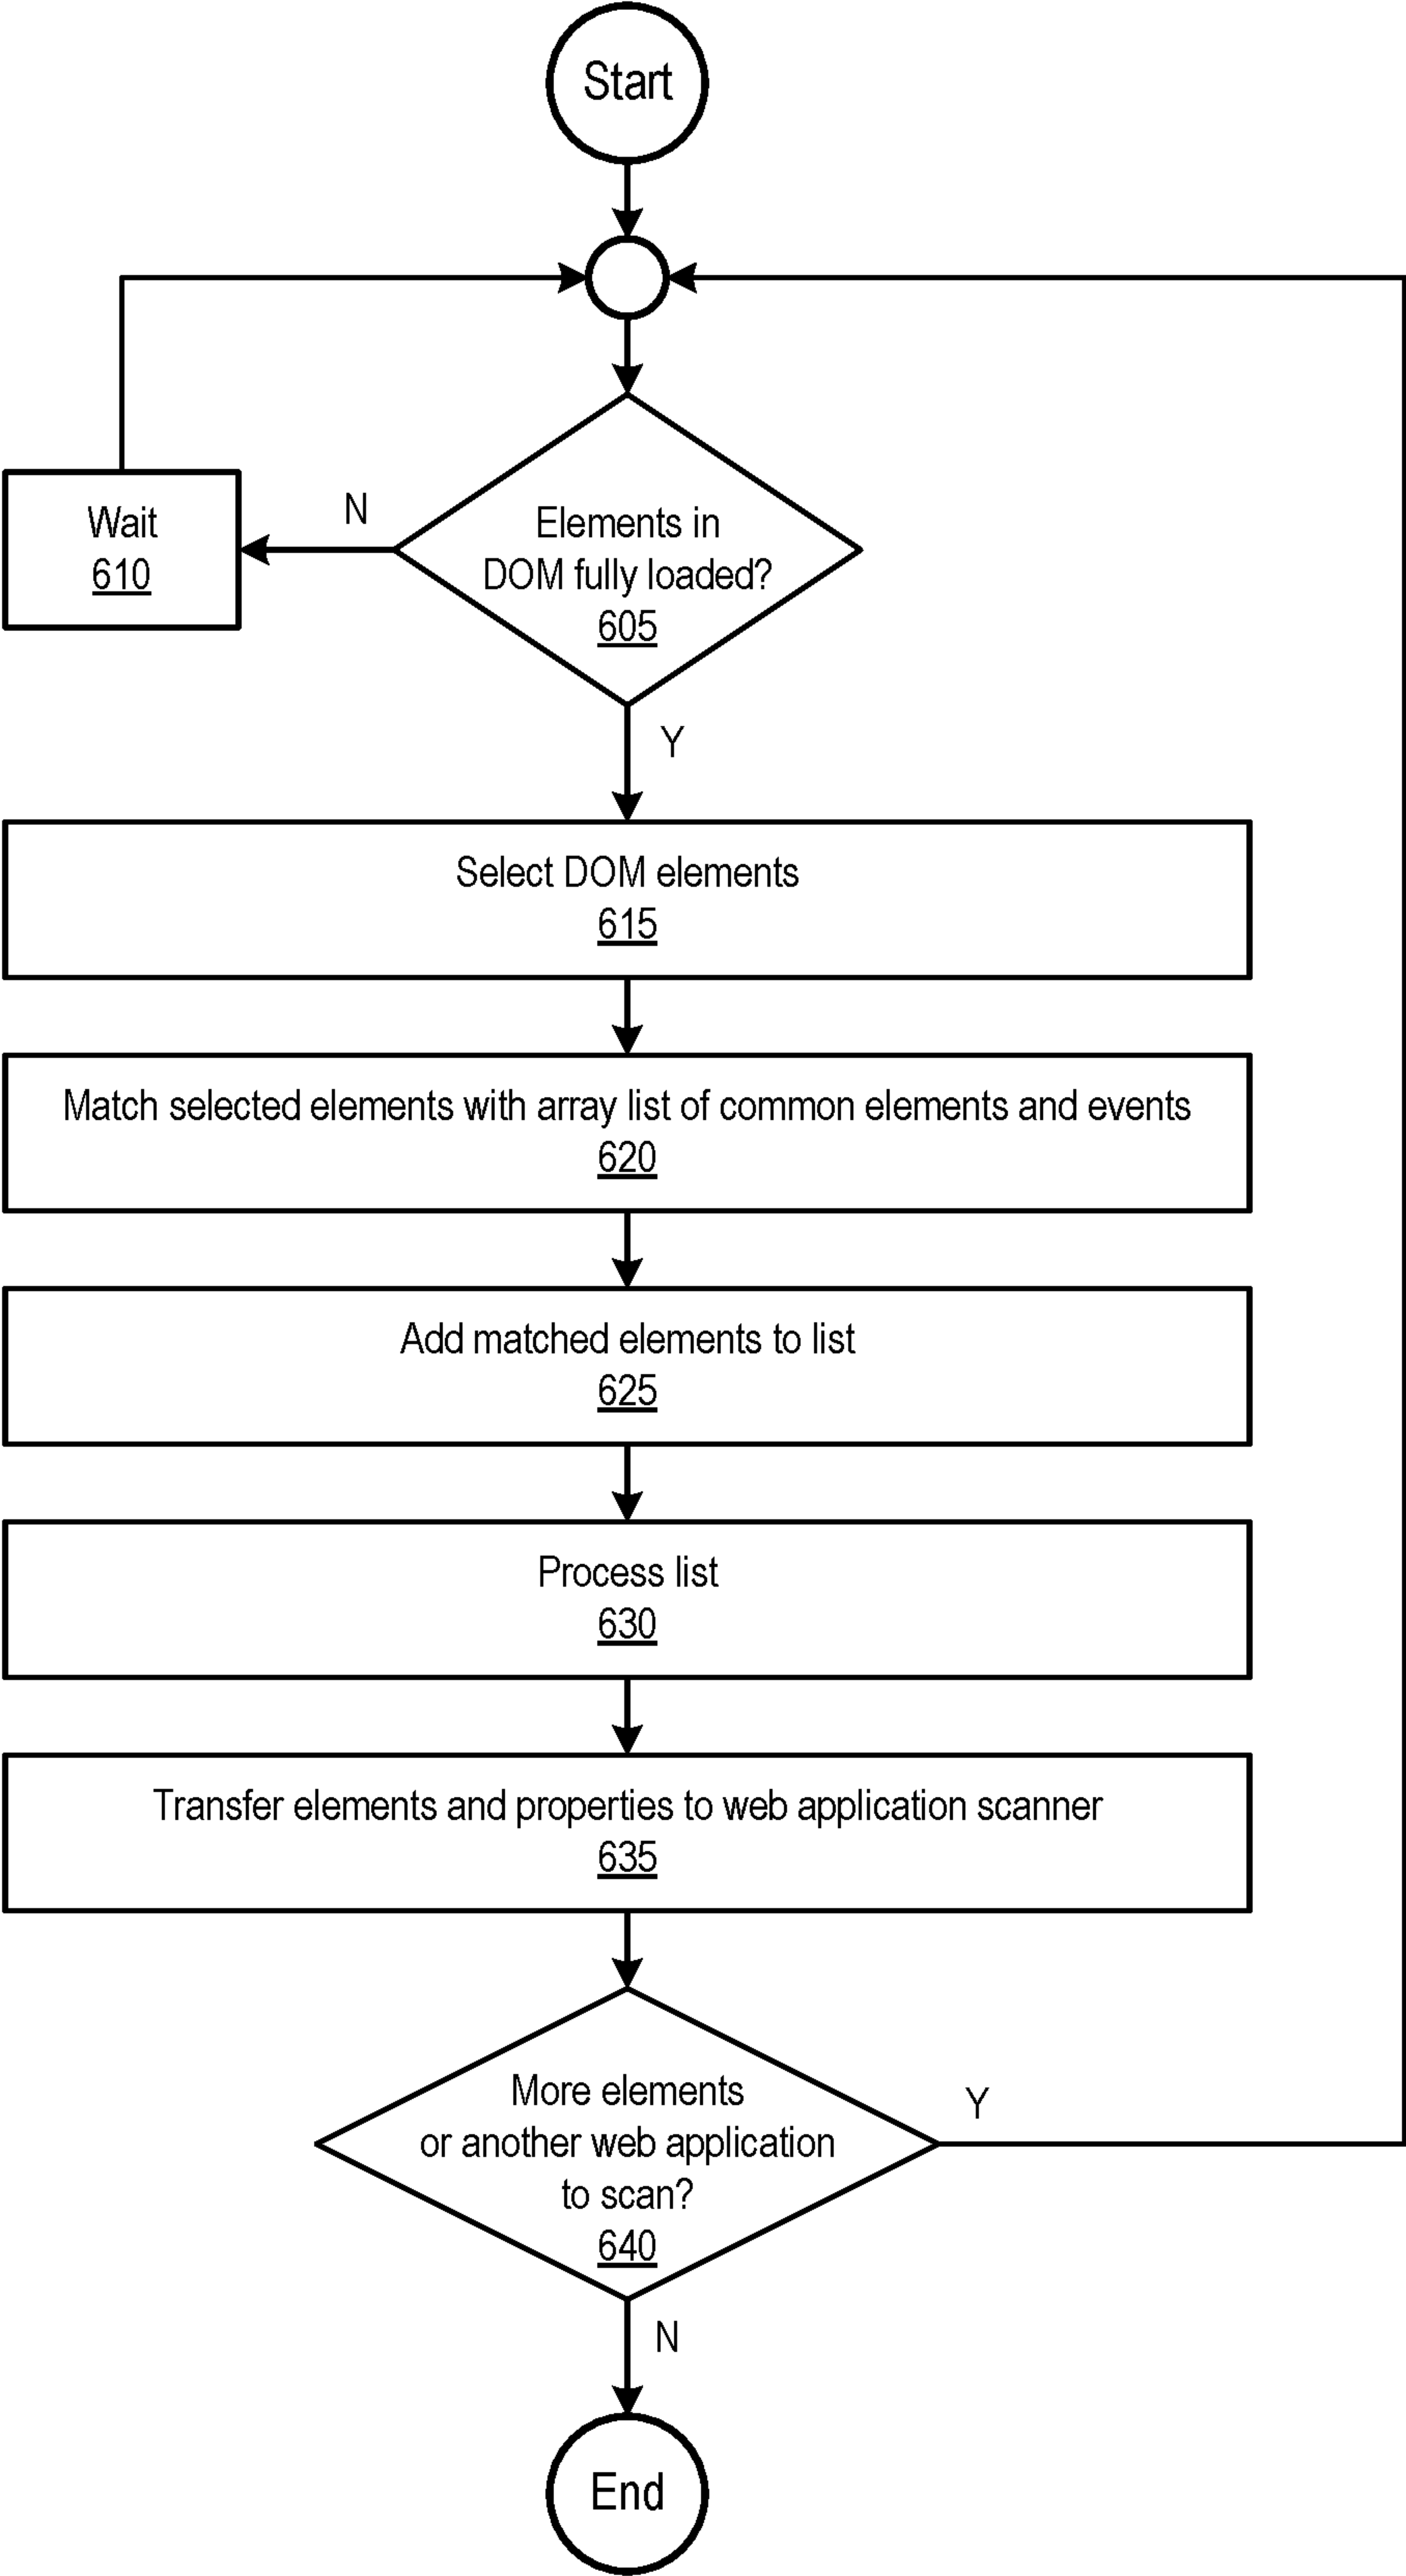 Start
Elements in
DOM fully loaded?
605
N
Wait
610
Y
Select DOM elements
615
Match selected elements with array list of common elements and events
620
Add matched elements to list
625
Process list
630
Transfer elements and properties to web application scanner
635
More elements
or another web application
to scan?
640
Y
N
End